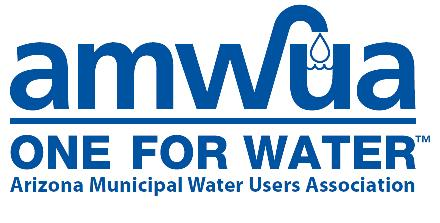 amwua
ONE FOR WATER™
Arizona Municipal Water Users Association